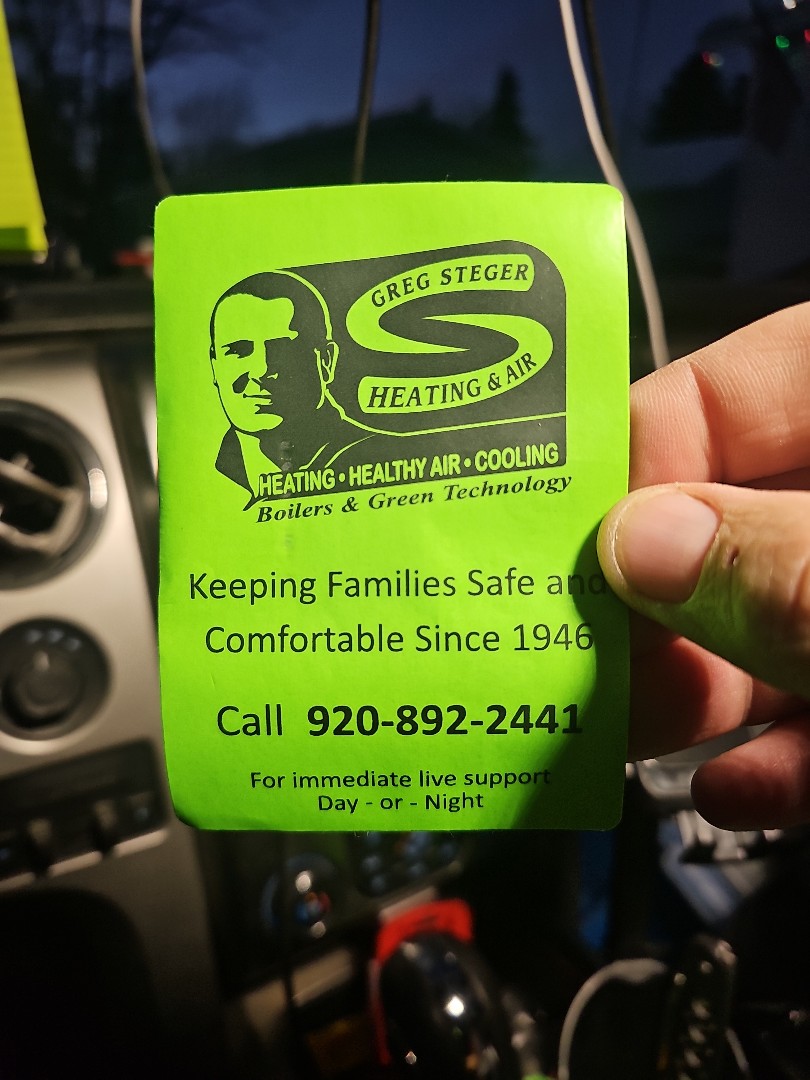 GREG STEGER
HEATING & AIR
HEATING • HEALTHY AIR • COOLING
Boilers & Green Technology
Keeping Families Safe and
Comfortable Since 1946
Call 920-892-2441
For immediate live support
Day - or - Night